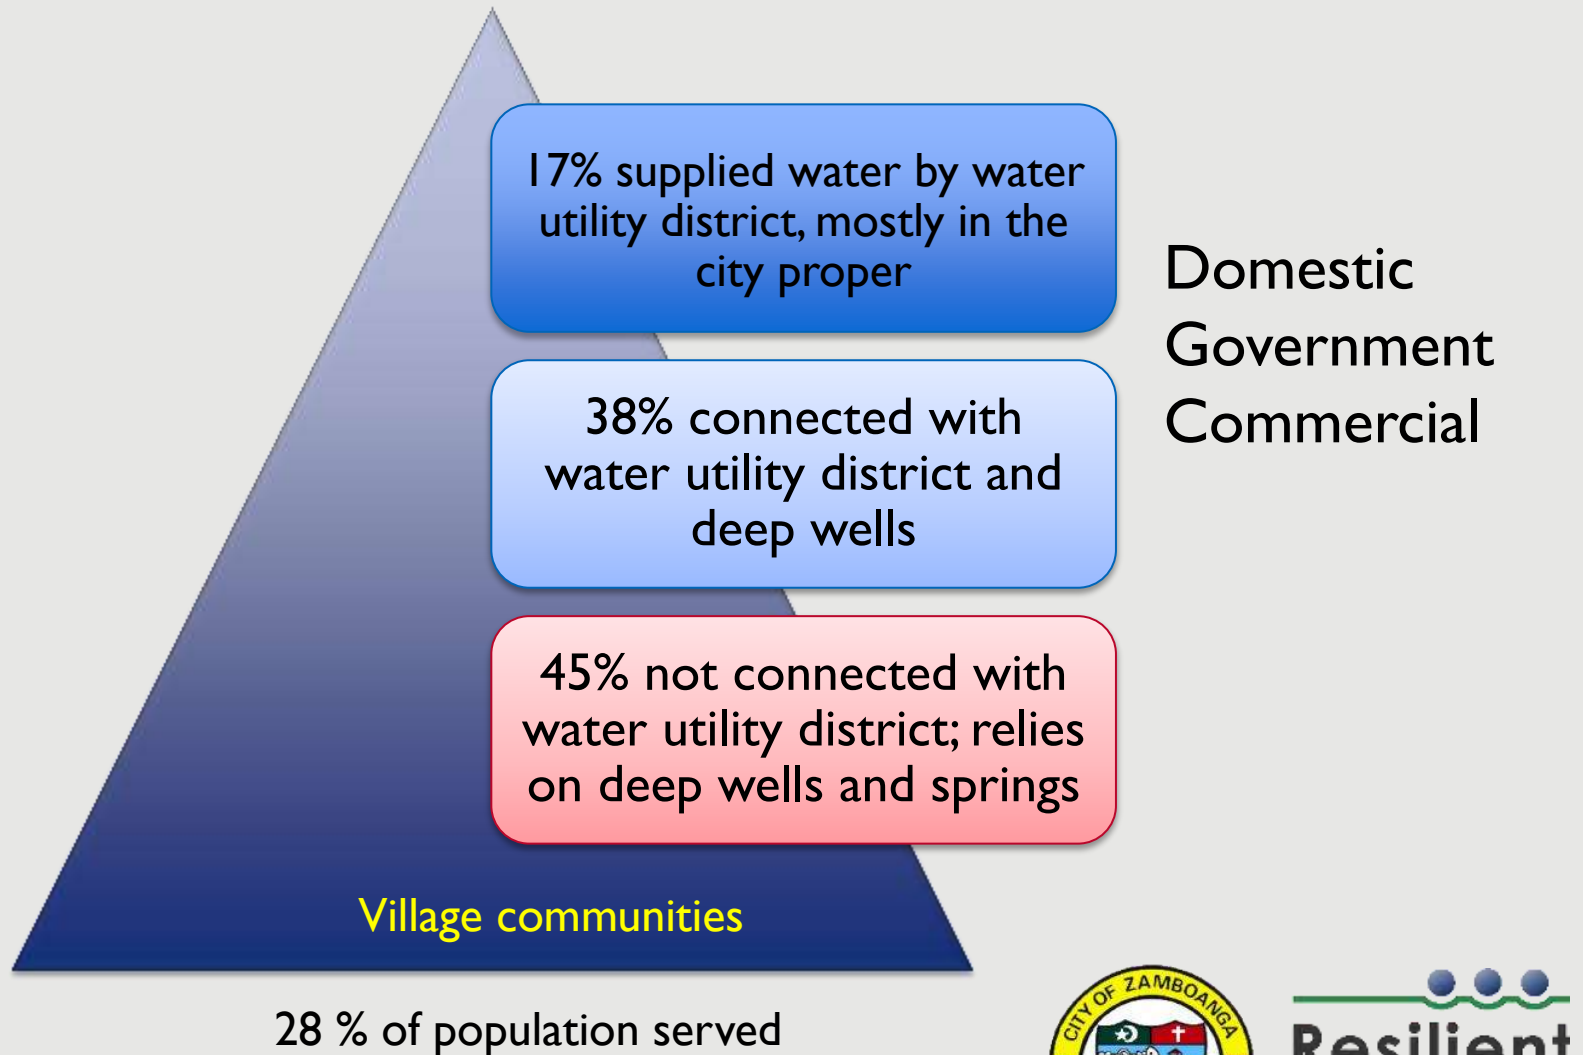 17% supplied water by water
utility district, mostly in the
city proper
38% connected with
water utility district and
deep wells
45% not connected with
water utility district; relies
on deep wells and springs
Domestic
Government
Commercial
Village communities
28 % of population served
CITY OF ZAMBOANGA
Resilient